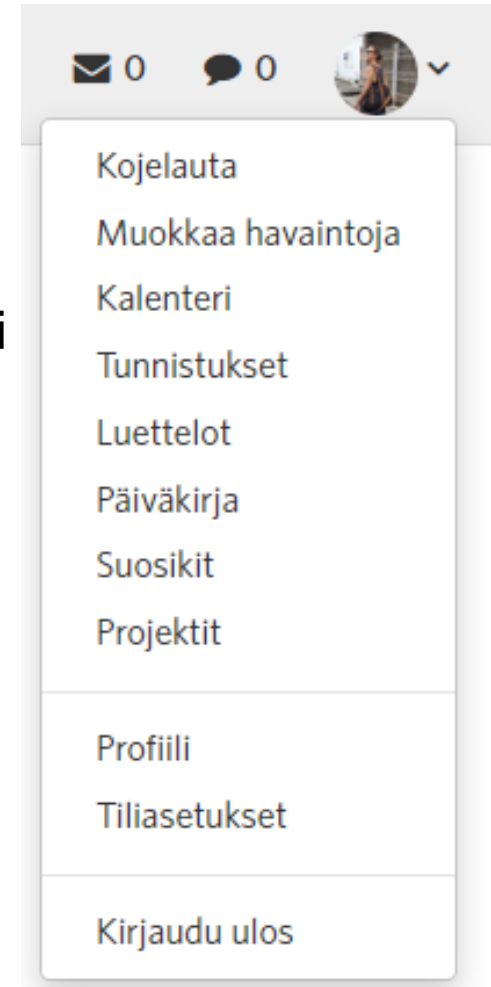 0 0
Kojelauta
Muokkaa havaintoja
Kalenteri
i
Tunnistukset
Luettelot
Päiväkirja
Suosikit
Projektit
Profiili
Tiliasetukset
Kirjaudu ulos